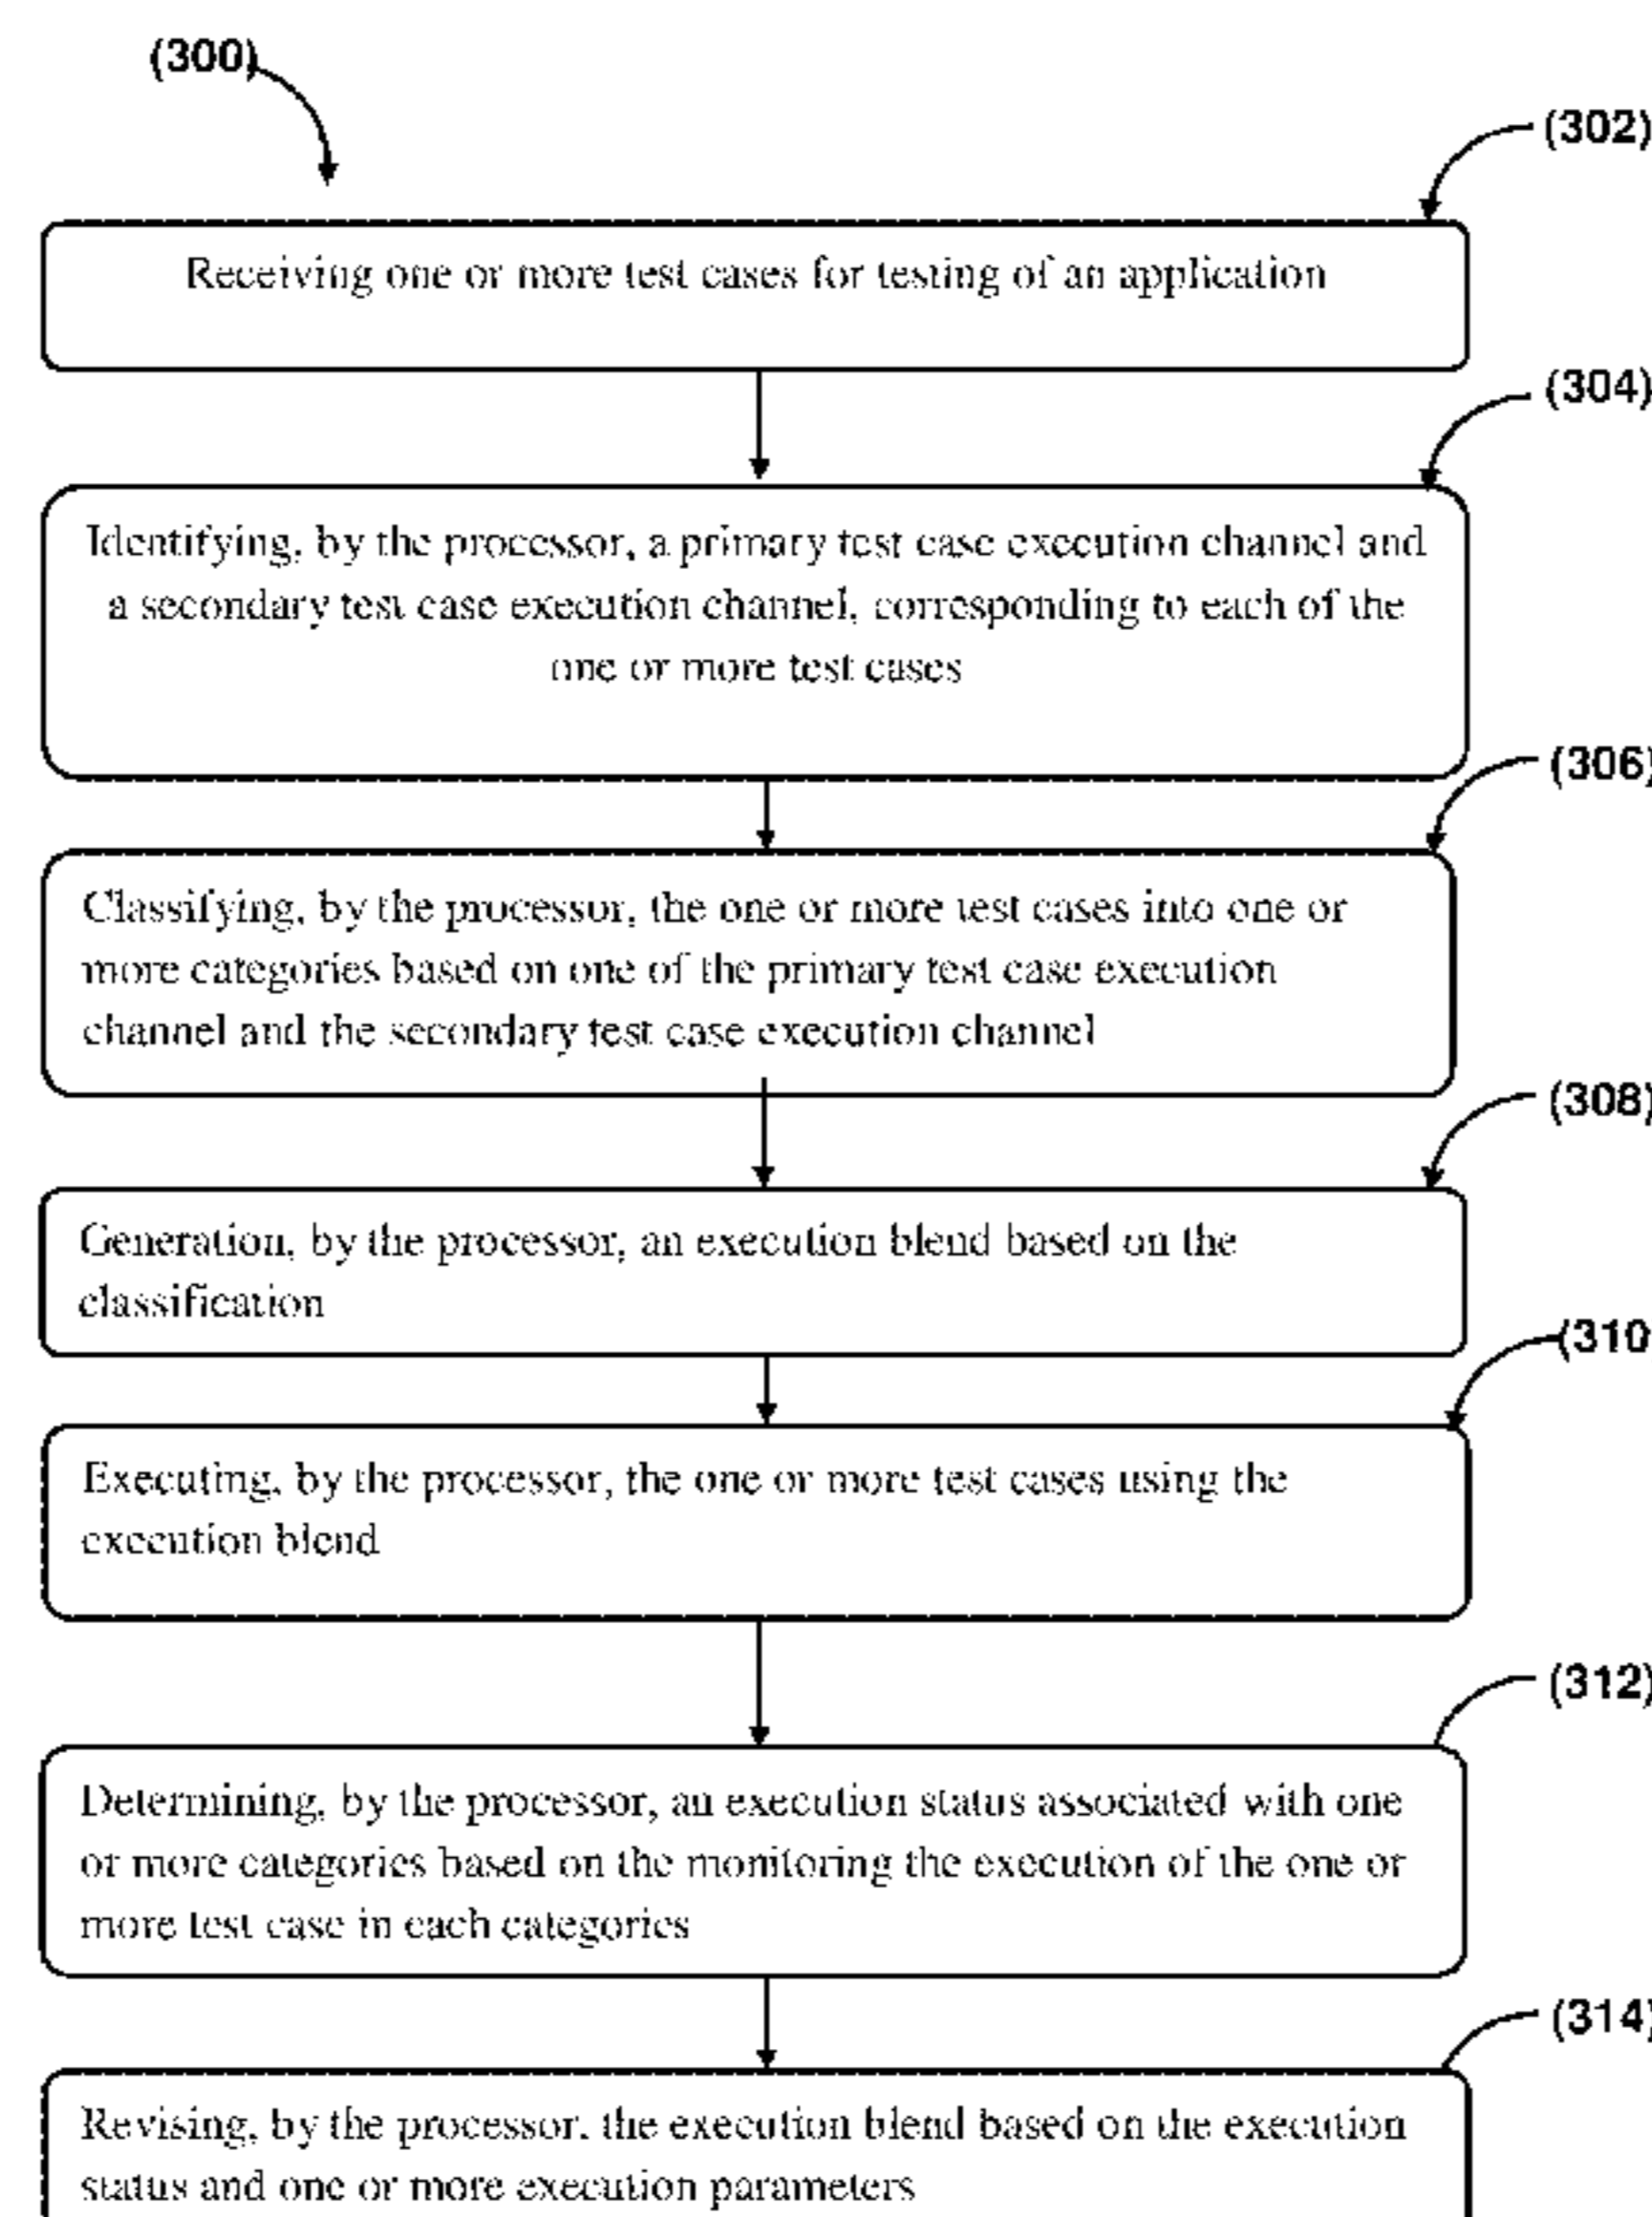 (300)
(302)
Receiving one or more test cases for testing of an application
(304)
Identifying, by the processor, a primary test case execution channel and
a secondary test case execution channel, corresponding to each of the
one or more test cases
(306)
Classifying, by the processor, the one or more test cases into one or
more categories based on one of the primary test case execution
channel and the secondary test case execution channel
(308)
Generation, by the processor, an execution blend based on the
classification
(310
Executing, by the processor, the one or more test cases using the
execution blend
(312)
Determining, by the processor, an execution status associated with one
or more categories based on the monitoring the execution of the one or
more test case in each categories
(314)
Revising, by the processor, the execution blend based on the execution
status and one or more execution parameters